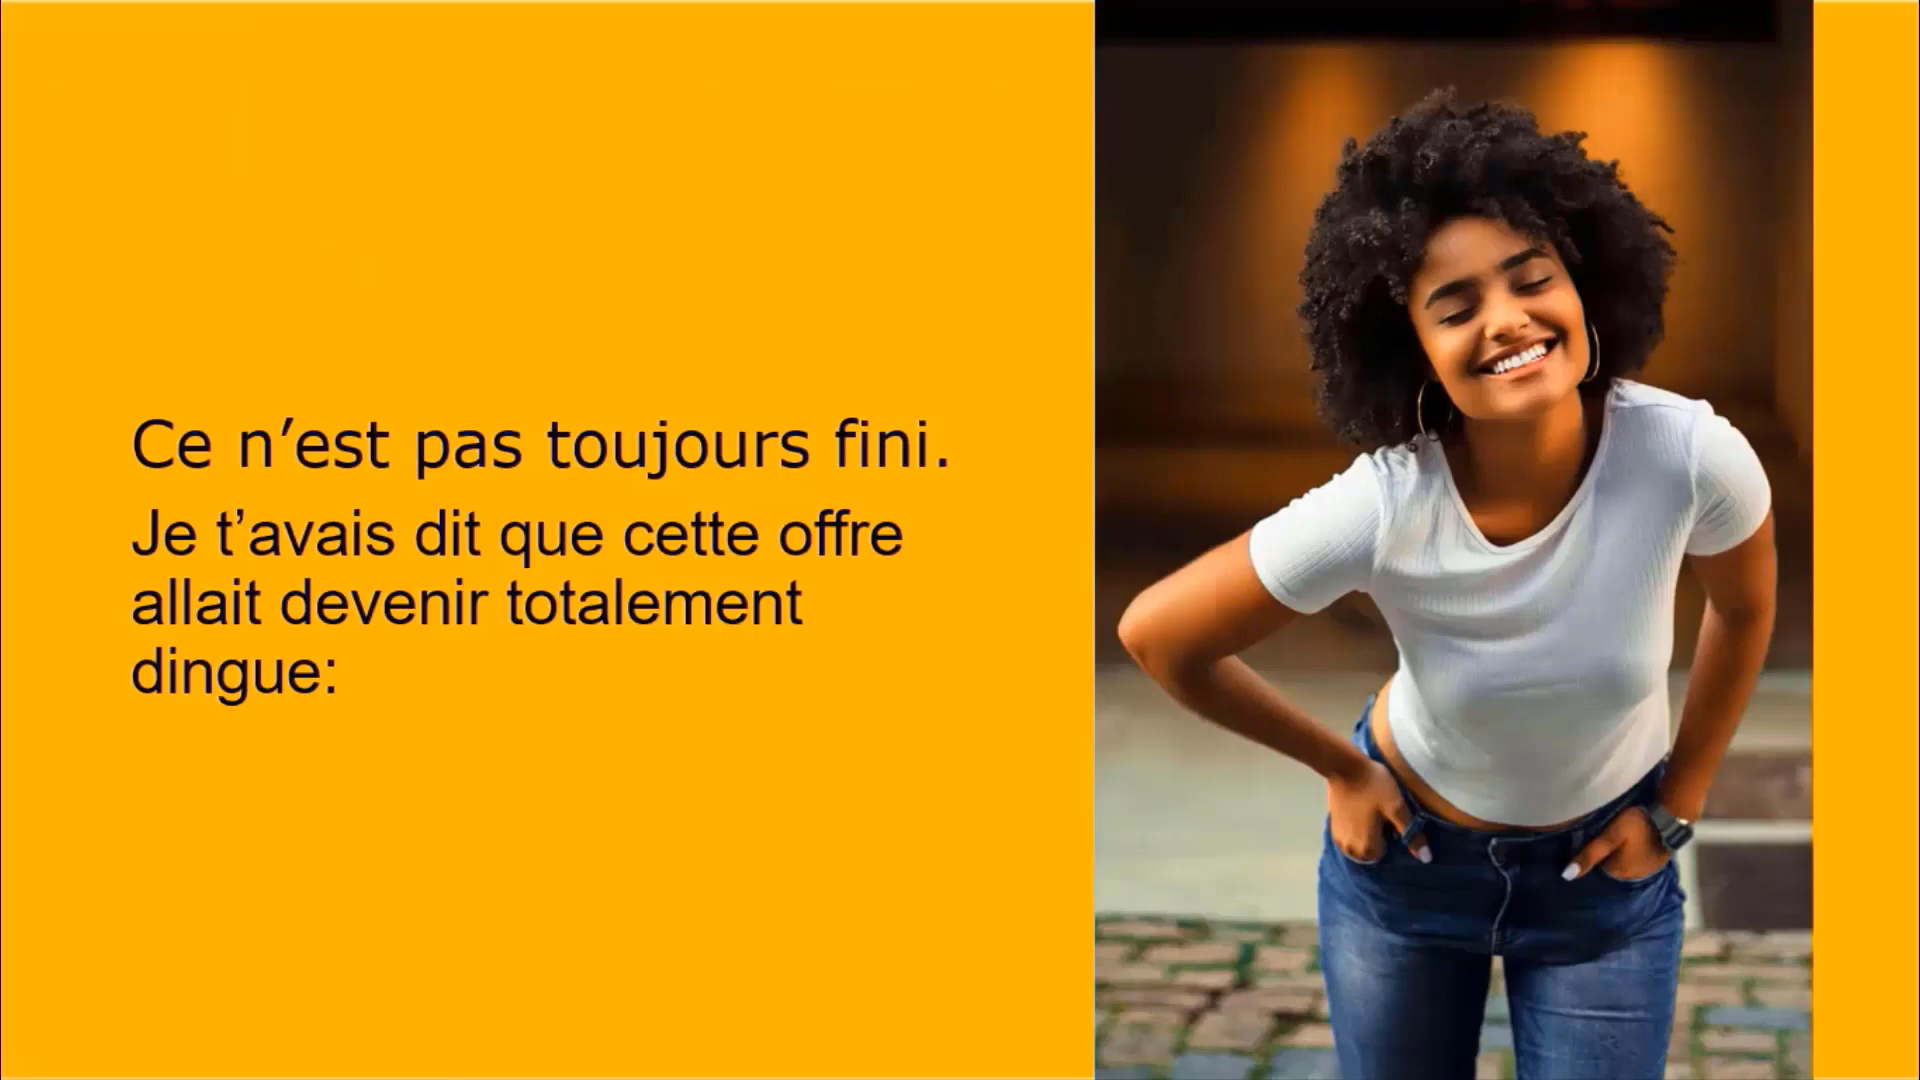 Ce n’est pas toujours fini.
Je t’avais dit que cette offre
allait devenir totalement
dingue: